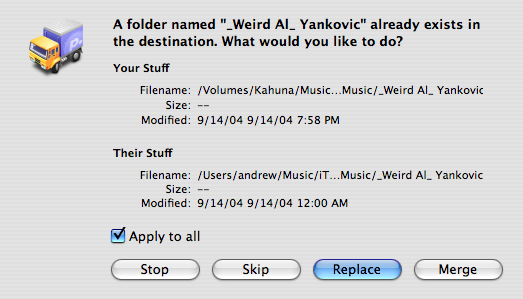 A folder named "_Weird Al_ Yankovic" already exists in
the destination. What would you like to do?
Your Stuff
Filename: /Volumes/Kahuna/Music...Music/_Weird Al_ Yankovic
Size: --
Modified: 9/14/04 9/14/04 7:58 PM
Their Stuff
Filename: /Users/andrew/Music/iT...Music/_Weird Al_ Yankovic
Size: --
Modified: 9/14/04 9/14/04 12:00 AM
Apply to all
Stop Skip Replace Merge